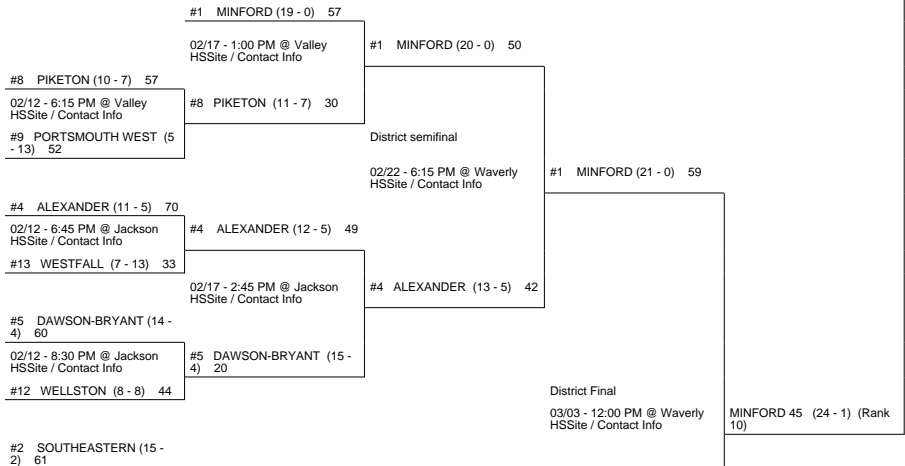 #1 MINFORD (19 - 0) 57
02/17 - 1:00 PM @ Valley
HSSite / Contact Info
#1 MINFORD (20 - 0) 50
#8 PIKETON (10 - 7) 57
02/12 - 6:15 PM @ Valley
HSSite / Contact Info
#8 PIKETON (11 - 7) 30
#9 PORTSMOUTH WEST (5
- 13) 52
District semifinal
02/22 - 6:15 PM @ Waverly
HSSite / Contact Info
#1 MINFORD (21 - 0) 59
#4 ALEXANDER (11 - 5) 70
02/12 - 6:45 PM @ Jackson
HSSite / Contact Info
#4 ALEXANDER (12 - 5) 49
#13 WESTFALL (7 - 13) 33
02/17 - 2:45 PM @ Jackson
HSSite / Contact Info
#4 ALEXANDER (13 - 5) 42
#5 DAWSON-BRYANT (14 -
4) 60
02/12 - 8:30 PM @ Jackson
HSSite / Contact Info
#5 DAWSON-BRYANT (15 -
4) 20
#12 WELLSTON (8 - 8) 44
District Final
03/03 - 12:00 PM @ Waverly
HSSite / Contact Info
MINFORD 45 (24 - 1) (Rank
10)
#2 SOUTHEASTERN (15 -
2) 61